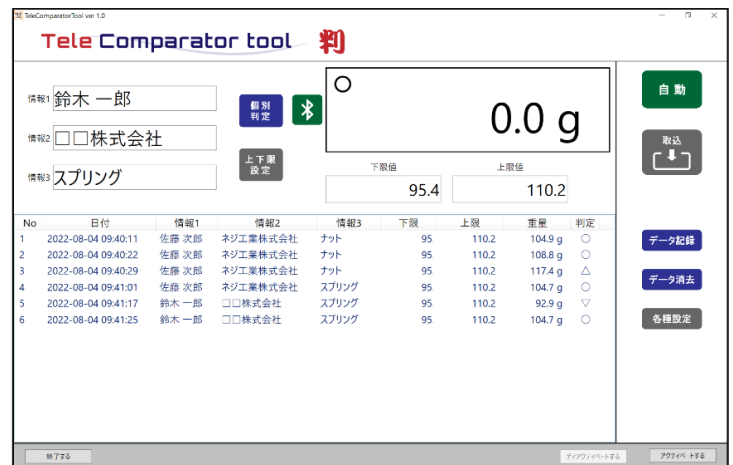 TeleComparatorTool ver 1.0
Tele Comparator tool 判
情報1 鈴木 一郎
情報2 □□株式会社
情報3 スプリング
個別
判定
上下限
設定
○
0.0 g
下限値 上限値
95.4 110.2
自動
取込
データ記録
データ消去
各種設定
No 日付 情報1 情報2 情報3 下限 上限 重量 判定
1 2022-08-04 09:40:11 佐藤 次郎 ネジ工業株式会社 ナット 95 110.2 104.9 g ○
2 2022-08-04 09:40:22 佐藤 次郎 ネジ工業株式会社 ナット 95 110.2 108.8 g ○
3 2022-08-04 09:40:29 佐藤 次郎 ネジ工業株式会社 ナット 95 110.2 117.4 g △
4 2022-08-04 09:41:01 佐藤 次郎 ネジ工業株式会社 スプリング 95 110.2 104.7 g ○
5 2022-08-04 09:41:17 鈴木 一郎 □□株式会社 スプリング 95 110.2 92.9 g ▽
6 2022-08-04 09:41:25 鈴木 一郎 □□株式会社 スプリング 95 110.2 104.7 g ○
終了する ディアクティベートする アクティベートする